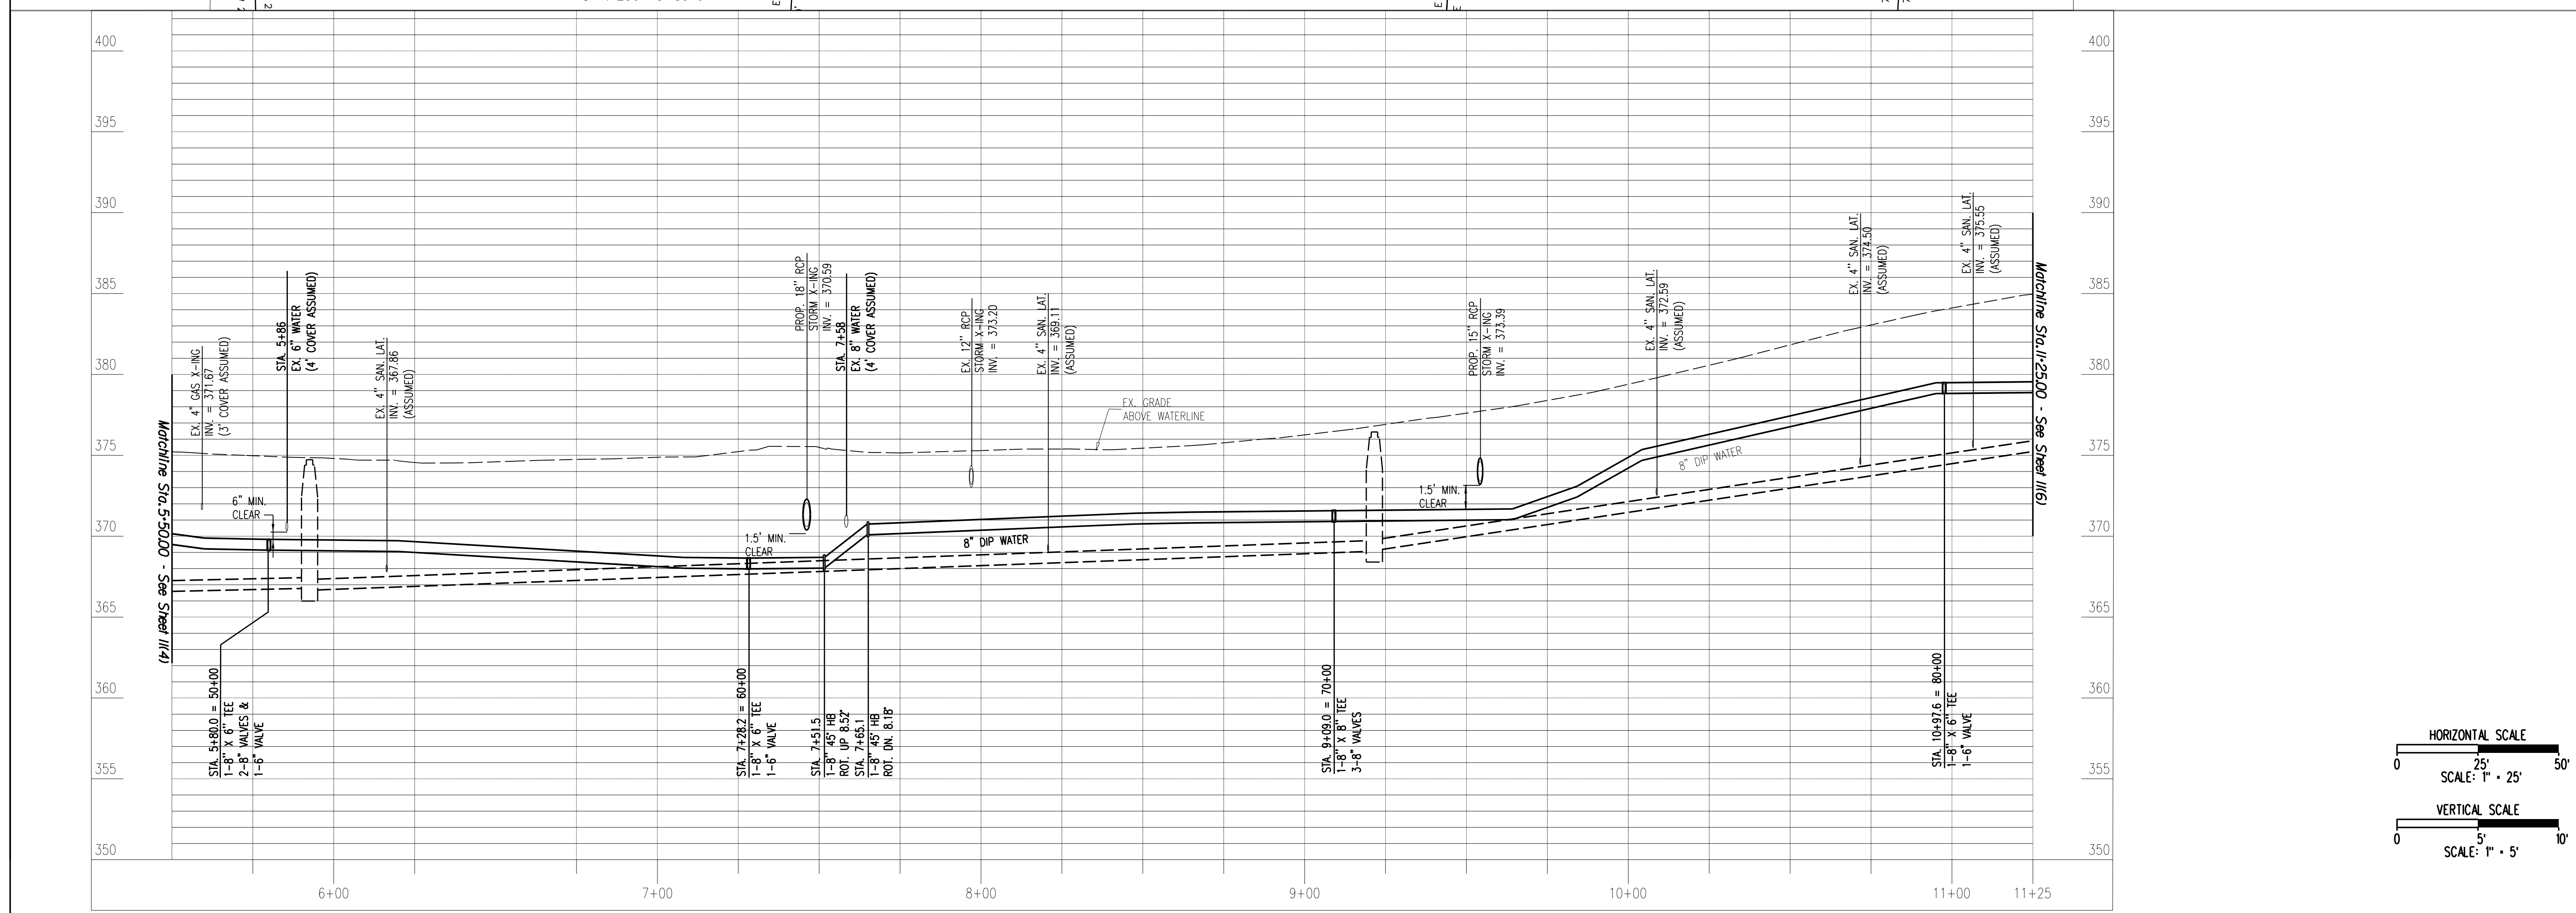 400
395
390
385
380
375
370
365
360
355
350
400
395
390
385
380
375
370
365
360
355
350
Matchline Sta.5+50.00 - See Sheet 11(4)
EX. 4" GAS X-ING
INV. = 371.67
(3' COVER ASSUMED)
STA. 5+86
EX. 6" WATER
(4' COVER ASSUMED)
6" MIN.
CLEAR
EX. 4" SAN. LAT.
INV. = 367.86
(ASSUMED)
PROP. 18" RCP
STORM X-ING
INV. = 370.59
STA. 7+58
EX. 8" WATER
(4' COVER ASSUMED)
1.5' MIN.
CLEAR
EX. 12" RCP
STORM X-ING
INV. = 373.20
EX. 4" SAN. LAT.
INV. = 369.11
(ASSUMED)
EX. GRADE
ABOVE WATERLINE
8" DIP WATER
PROP. 15" RCP
STORM X-ING
INV. = 373.39
1.5' MIN.
CLEAR
EX. 4" SAN. LAT.
INV. = 372.59
(ASSUMED)
8" DIP WATER
EX. 4" SAN. LAT.
INV. = 374.50
(ASSUMED)
EX. 4" SAN. LAT.
INV. = 375.55
(ASSUMED)
Matchline Sta.11+25.00 - See Sheet 11(6)
STA. 5+80.0 = 50+00
1-8" X 6" TEE
2-8" VALVES &
1-6" VALVE
STA. 7+28.2 = 60+00
1-8" X 6" TEE
1-6" VALVE
STA. 7+51.5
1-8" 45° HB
ROT. UP 8.52°
STA. 7+65.1
1-8" 45° HB
ROT. DN. 8.18°
STA. 9+09.0 = 70+00
1-8" X 8" TEE
3-8" VALVES
STA. 10+97.6 = 80+00
1-8" X 6" TEE
1-6" VALVE
6+00
7+00
8+00
9+00
10+00
11+00
11+25
HORIZONTAL SCALE
0 25' 50'
SCALE: 1" = 25'
VERTICAL SCALE
0 5' 10'
SCALE: 1" = 5'